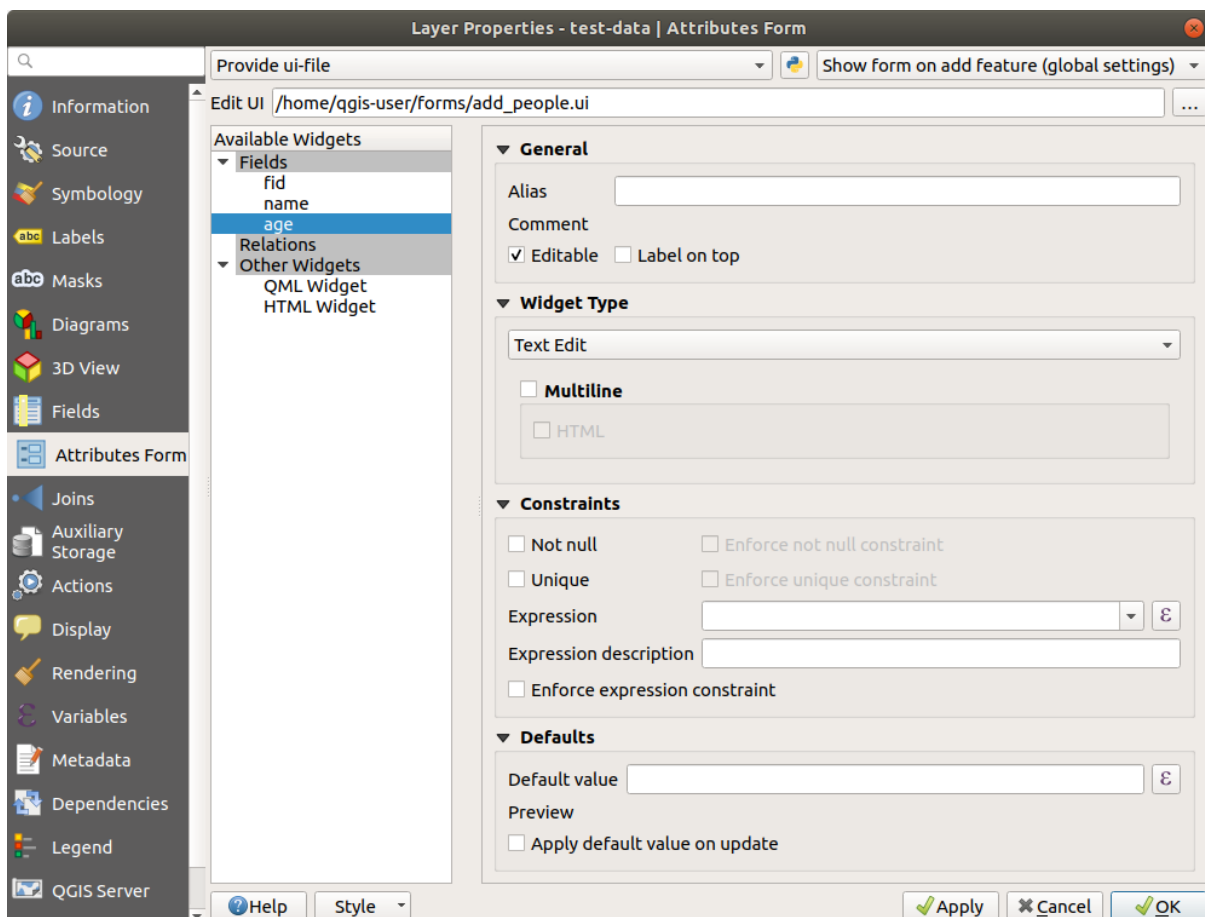 Layer Properties - test-data | Attributes Form
Provide ui-file
Show form on add feature (global settings)
Edit UI /home/qgis-user/forms/add_people.ui ...
Information
Source
Symbology
abc Labels
abc Masks
Diagrams
3D View
Fields
Attributes Form
Joins
Auxiliary
Storage
Actions
Display
Rendering
Variables
Metadata
Dependencies
Legend
QGIS Server
Available Widgets
Fields
fid
name
age
Relations
Other Widgets
QML Widget
HTML Widget
General
Alias
Comment
Editable Label on top
Widget Type
Text Edit
Multiline
HTML
Constraints
Not null Enforce not null constraint
Unique Enforce unique constraint
Expression ε
Expression description
Enforce expression constraint
Defaults
Default value ε
Preview
Apply default value on update
Help Style Apply Cancel OK